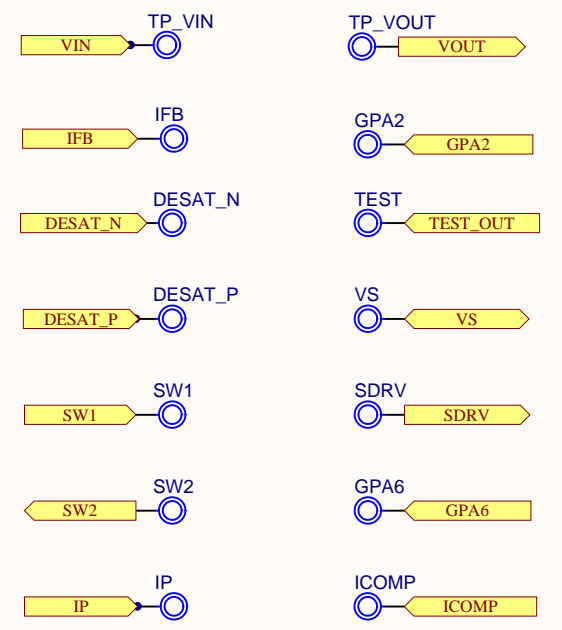 TP_VIN
VIN
TP_VOUT
VOUT
IFB
IFB
GPA2
GPA2
DESAT_N
DESAT_N
TEST
TEST_OUT
DESAT_P
DESAT_P
VS
VS
SW1
SW1
SDRV
SDRV
SW2
SW2
GPA6
GPA6
IP
IP
ICOMP
ICOMP